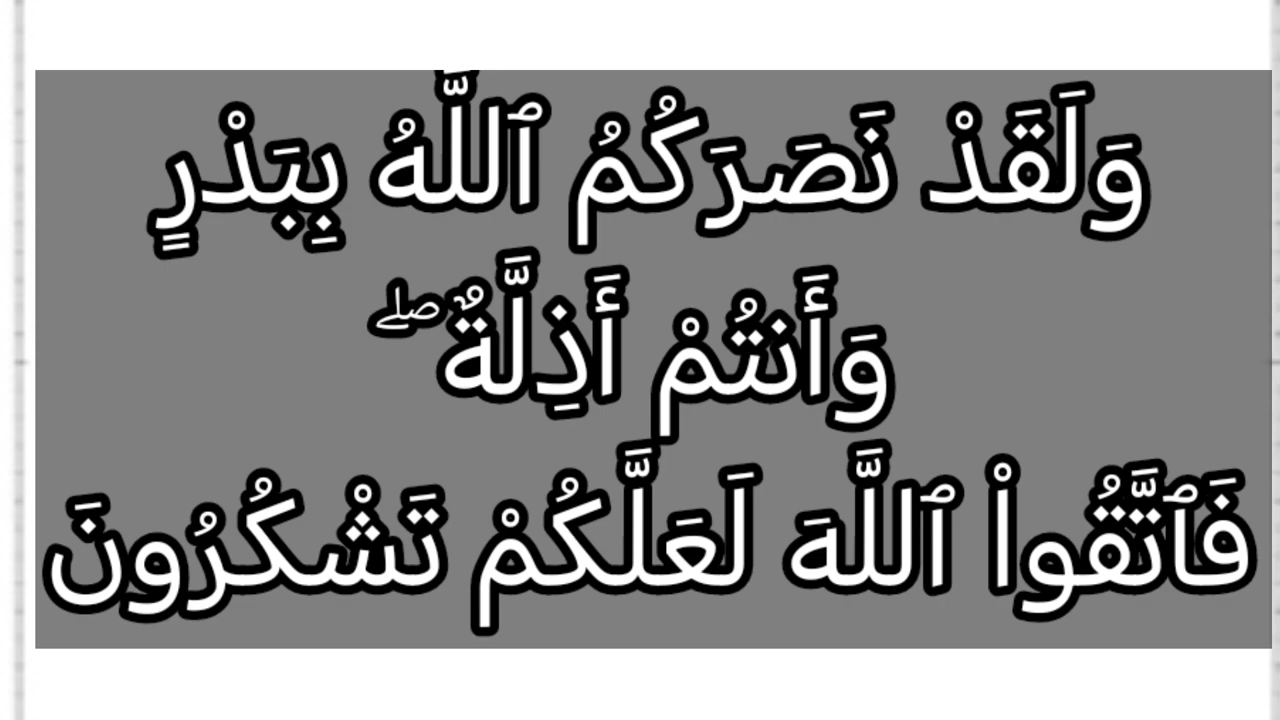 وَلَقَدْ نَصَرَكُمُ ٱللَّهُ بِبَدْرٍ
وَأَنتُمْ أَذِلَّةٌ ۖ
فَٱتَّقُوا۟ ٱللَّهَ لَعَلَّكُمْ تَشْكُرُونَ